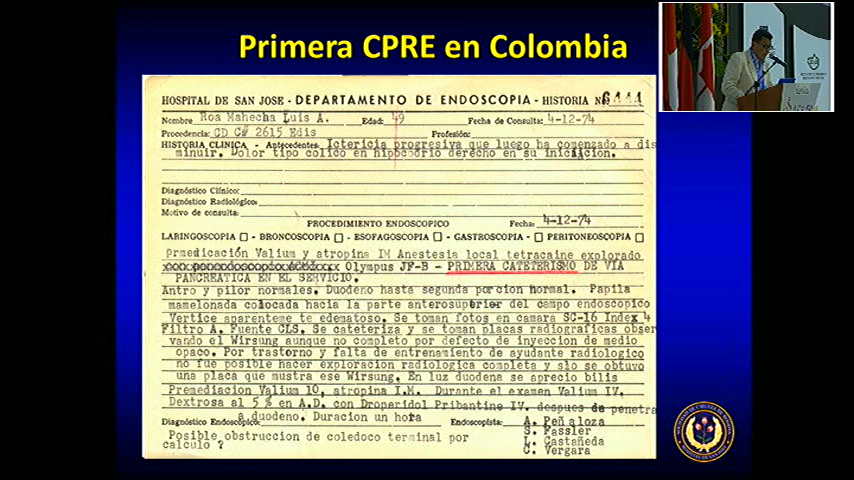 Primera CPRE en Colombia
HOSPITAL DE SAN JOSE - DEPARTAMENTO DE ENDOSCOPIA - HISTORIA No 6444
Nombre Roa Mahecha Luis A. Edad: 49 Fecha de Consulta: 4-12-74
Procedencia: CD C# 2615 Edis Profesión:
HISTORIA CLINICA - Antecedentes: Ictericia progresiva que luego ha comenzado a dis
minuir. Dolor tipo colico en hipocodrio derecho en su iniciacion.
Diagnóstico Clínico:
Diagnóstico Radiológico:
Motivo de consulta:
PROCEDIMIENTO ENDOSCOPICO Fecha: 4-12-74
LARINGOSCOPIA - BRONCOSCOPIA - ESOFAGOSCOPIA - GASTROSCOPIA - PERITONEOSCOPIA
Premedicación Valium y atropina IM Anestesia local tetracaine explorado
Olympus JF-B - PRIMERA CATETERISMO DE VIA
PANCREATICA EN EL SERVICIO.
Antro y pilor normales. Duodeno hasta segunda porcion normal. Papila
mamelonada colocada hacia la parte anterosuperior del campo endoscopico
Vertice aparenteme te edematoso. Se toman fotos en camara SC-16 Index 4
Filtro A. Fuente CLS. Se cateteriza y se toman placas radiograficas obser
vando el Wirsung aunque no completo por defecto de inyeccion de medio
opaco. Por trastorno y falta de entrenamiento de ayudante radiologico
no fue posible hacer exploracion radiologica completa y slo se obtuvo
una placa que mustra ese Wirsung. En luz duodena se aprecio bilis
Premediacion Valium 10, atropina I.M. Durante el examen Valium IV.
Dextrosa al 5 % en A.D. con Droperidol Pribantine IV. despues de penetra
a duodeno. Duracion un hora
Diagnóstico Endoscópico: Endoscopista: A. Peñaloza
Posible obstruccion de coledoco terminal por
calculo ?
S. Fassler
L. Castañeda
C. Vergara